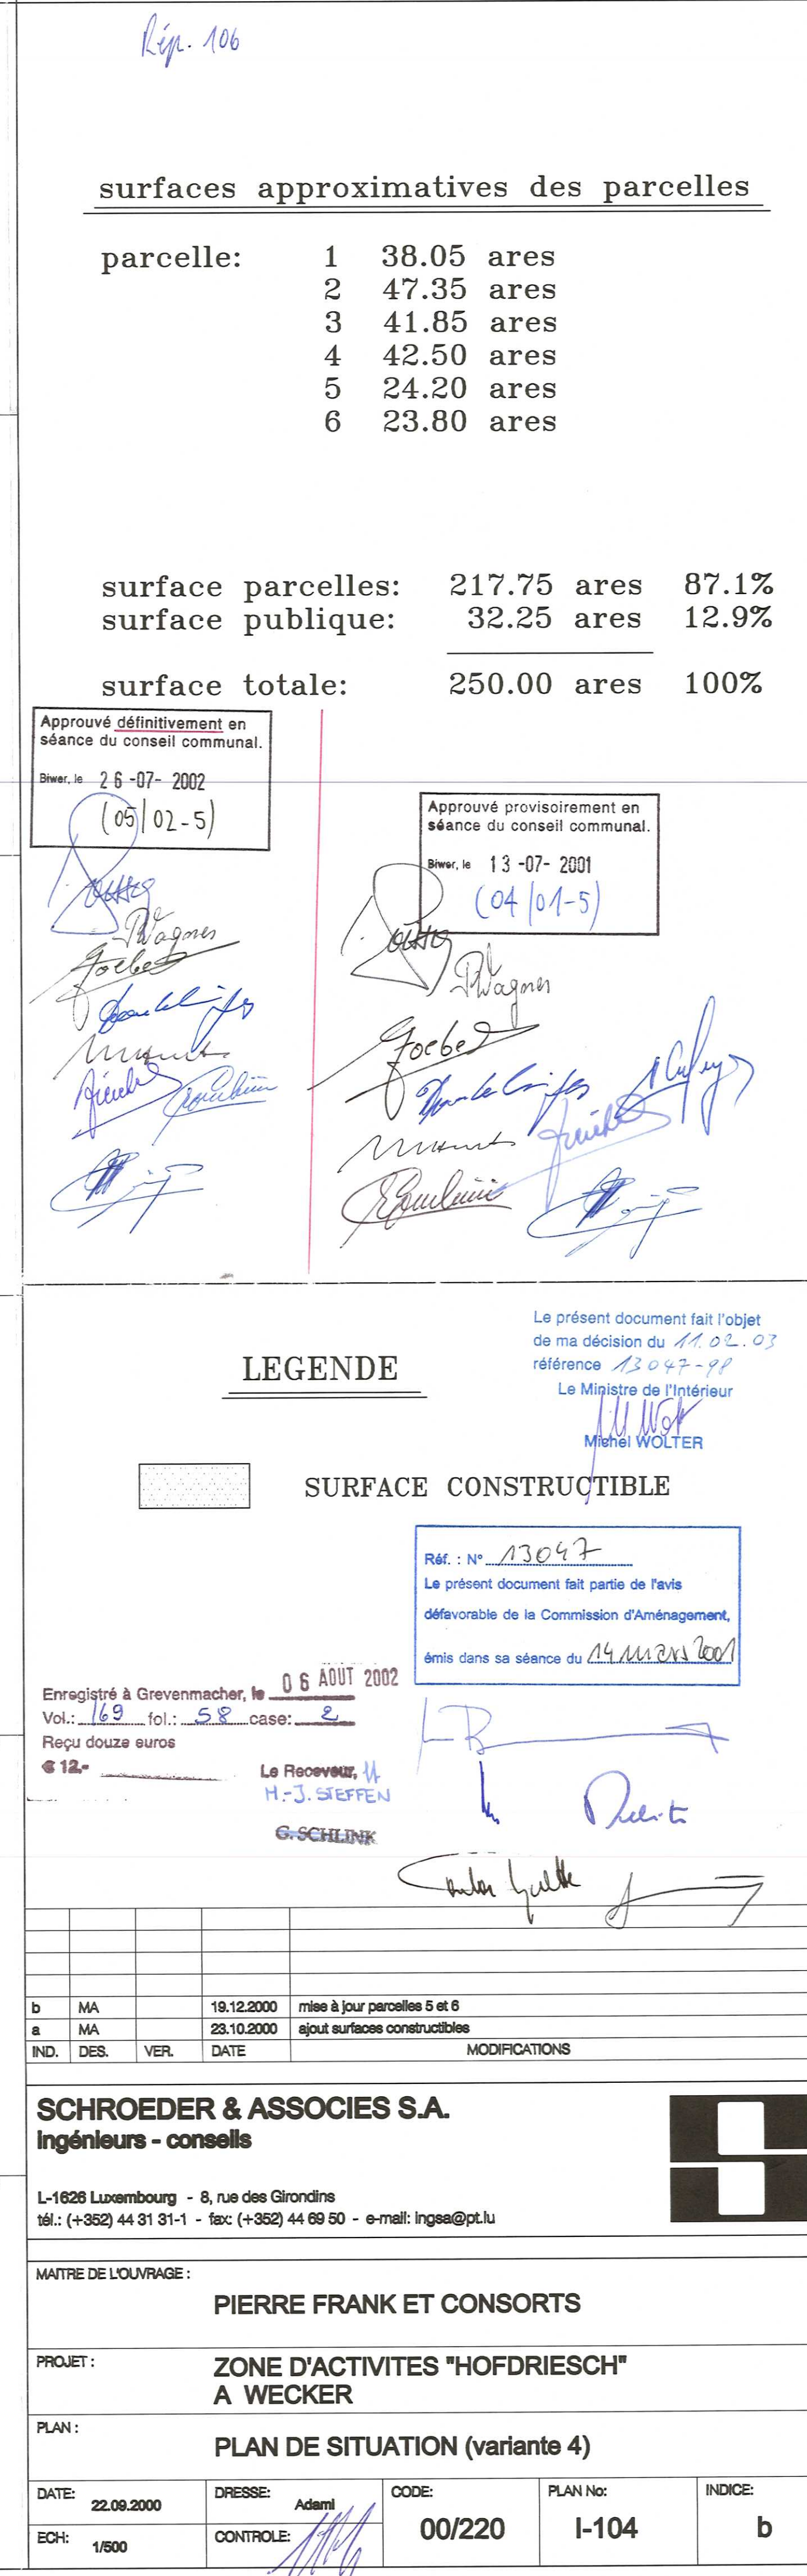 Rép. 106
surfaces approximatives des parcelles
parcelle: 1 38.05 ares
2 47.35 ares
3 41.85 ares
4 42.50 ares
5 24.20 ares
6 23.80 ares
surface parcelles: 217.75 ares 87.1%
surface publique: 32.25 ares 12.9%
surface totale: 250.00 ares 100%
Approuvé définitivement en
séance du conseil communal.
Biwer, le 26-07-2002
(05/02-5)
Approuvé provisoirement en
séance du conseil communal.
Biwer, le 13-07-2001
(04/01-5)
Wagner
Goebel
Wagner
Goebel
Le présent document fait l'objet
de ma décision du 11.02.03
référence 13047-98
Le Ministre de l'Intérieur
Michel WOLTER
LEGENDE
SURFACE CONSTRUCTIBLE
Réf. : N° 13047
Le présent document fait partie de l'avis
défavorable de la Commission d'Aménagement,
émis dans sa séance du 14 mars 2001
Enregistré à Grevenmacher, le 06 AOUT 2002
Vol.: 169 fol.: 58 case: 2
Reçu douze euros
€ 12.-
Le Receveur,
H.-J. STEFFEN
G. SCHLINK
b MA 19.12.2000 mise à jour parcelles 5 et 6
a MA 23.10.2000 ajout surfaces constructibles
IND. DES. VER. DATE MODIFICATIONS
SCHROEDER & ASSOCIES S.A.
ingénieurs - conseils
L-1626 Luxembourg - 8, rue des Girondins
tél.: (+352) 44 31 31-1 - fax: (+352) 44 69 50 - e-mail: ingsa@pt.lu
MAITRE DE L'OUVRAGE :
PIERRE FRANK ET CONSORTS
PROJET :
ZONE D'ACTIVITES "HOFDRIESCH"
A WECKER
PLAN :
PLAN DE SITUATION (variante 4)
DATE: 22.09.2000
DRESSE: Adami
CODE: 00/220
PLAN No: I-104
INDICE: b
ECH: 1/500
CONTROLE: